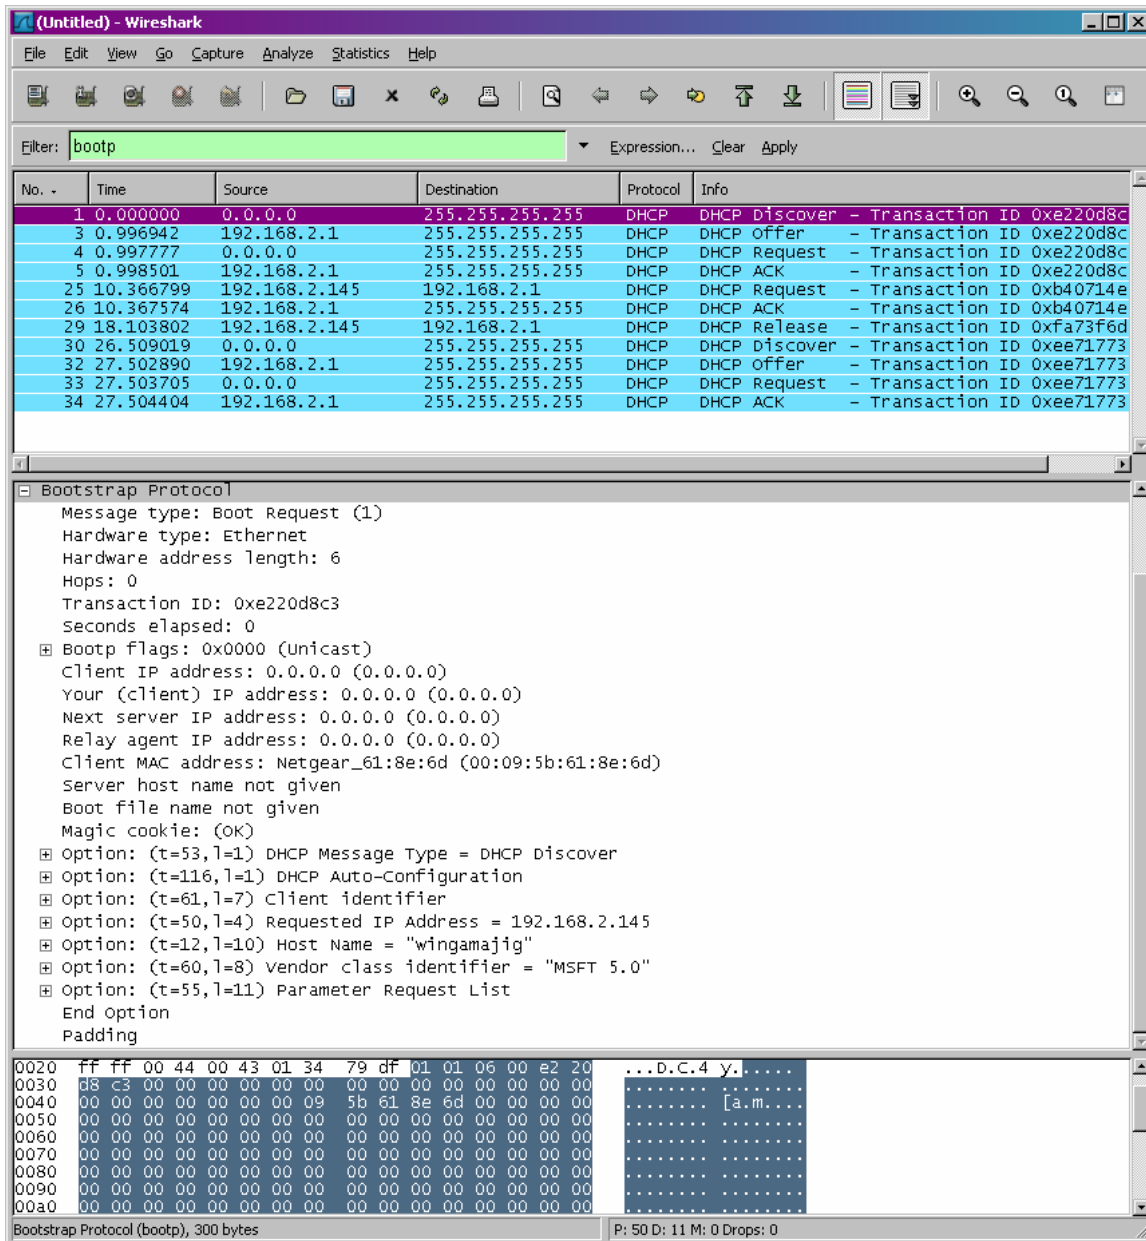 (Untitled) - Wireshark
File Edit View Go Capture Analyze Statistics Help
Filter: bootp Expression... Clear Apply
No. - Time Source Destination Protocol Info
1 0.000000 0.0.0.0 255.255.255.255 DHCP DHCP Discover - Transaction ID 0xe220d8c
3 0.996942 192.168.2.1 255.255.255.255 DHCP DHCP Offer - Transaction ID 0xe220d8c
4 0.997777 0.0.0.0 255.255.255.255 DHCP DHCP Request - Transaction ID 0xe220d8c
5 0.998501 192.168.2.1 255.255.255.255 DHCP DHCP ACK - Transaction ID 0xe220d8c
25 10.366799 192.168.2.145 192.168.2.1 DHCP DHCP Request - Transaction ID 0xb40714e
26 10.367574 192.168.2.1 255.255.255.255 DHCP DHCP ACK - Transaction ID 0xb40714e
29 18.103802 192.168.2.145 192.168.2.1 DHCP DHCP Release - Transaction ID 0xfa73f6d
30 26.509019 0.0.0.0 255.255.255.255 DHCP DHCP Discover - Transaction ID 0xee71773
32 27.502890 192.168.2.1 255.255.255.255 DHCP DHCP Offer - Transaction ID 0xee71773
33 27.503705 0.0.0.0 255.255.255.255 DHCP DHCP Request - Transaction ID 0xee71773
34 27.504404 192.168.2.1 255.255.255.255 DHCP DHCP ACK - Transaction ID 0xee71773
Bootstrap Protocol
Message type: Boot Request (1)
Hardware type: Ethernet
Hardware address length: 6
Hops: 0
Transaction ID: 0xe220d8c3
Seconds elapsed: 0
Bootp flags: 0x0000 (Unicast)
Client IP address: 0.0.0.0 (0.0.0.0)
Your (client) IP address: 0.0.0.0 (0.0.0.0)
Next server IP address: 0.0.0.0 (0.0.0.0)
Relay agent IP address: 0.0.0.0 (0.0.0.0)
Client MAC address: Netgear_61:8e:6d (00:09:5b:61:8e:6d)
Server host name not given
Boot file name not given
Magic cookie: (OK)
Option: (t=53,l=1) DHCP Message Type = DHCP Discover
Option: (t=116,l=1) DHCP Auto-Configuration
Option: (t=61,l=7) Client identifier
Option: (t=50,l=4) Requested IP Address = 192.168.2.145
Option: (t=12,l=10) Host Name = "wingamajig"
Option: (t=60,l=8) Vendor class identifier = "MSFT 5.0"
Option: (t=55,l=11) Parameter Request List
End Option
Padding
0020 ff ff 00 44 00 43 01 34 79 df 01 01 06 00 e2 20 ...D.C.4 y......
0030 d8 c3 00 00 00 00 00 00 00 00 00 00 00 00 00 00 ........ ........
0040 00 00 00 00 00 00 00 09 5b 61 8e 6d 00 00 00 00 ........ [a.m....
0050 00 00 00 00 00 00 00 00 00 00 00 00 00 00 00 00 ........ ........
0060 00 00 00 00 00 00 00 00 00 00 00 00 00 00 00 00 ........ ........
0070 00 00 00 00 00 00 00 00 00 00 00 00 00 00 00 00 ........ ........
0080 00 00 00 00 00 00 00 00 00 00 00 00 00 00 00 00 ........ ........
0090 00 00 00 00 00 00 00 00 00 00 00 00 00 00 00 00 ........ ........
00a0 00 00 00 00 00 00 00 00 00 00 00 00 00 00 00 00 ........ ........
Bootstrap Protocol (bootp), 300 bytes P: 50 D: 11 M: 0 Drops: 0